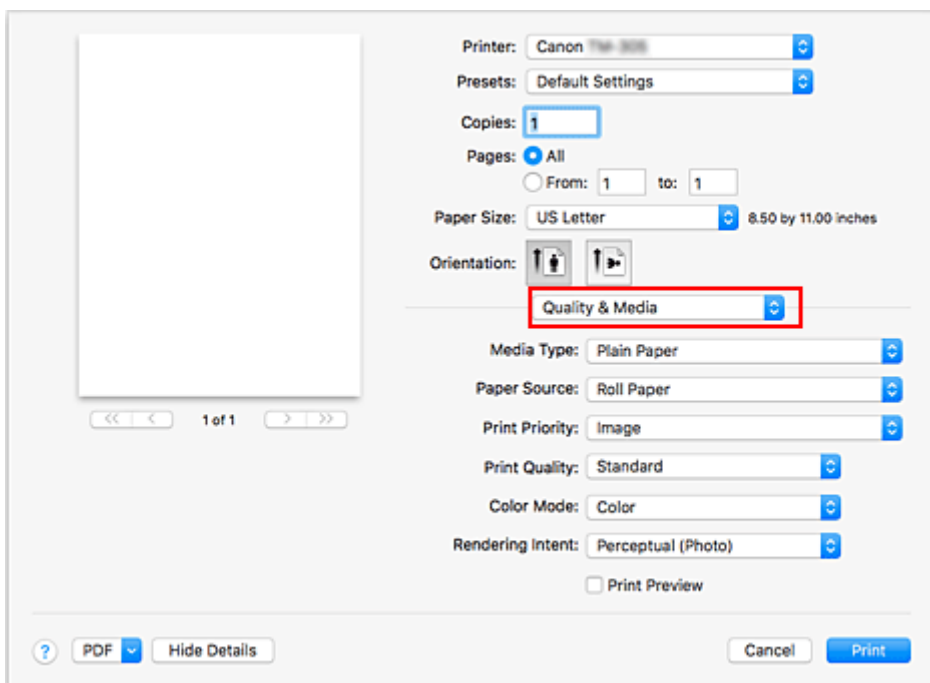 Printer: Canon
Presets: Default Settings
Copies: 1
Pages: All
From: 1 to: 1
Paper Size: US Letter 8.50 by 11.00 inches
Orientation:
Quality & Media
Media Type: Plain Paper
Paper Source: Roll Paper
<< < 1 of 1 > >>
Print Priority: Image
Print Quality: Standard
Color Mode: Color
Rendering Intent: Perceptual (Photo)
Print Preview
? PDF Hide Details Cancel Print